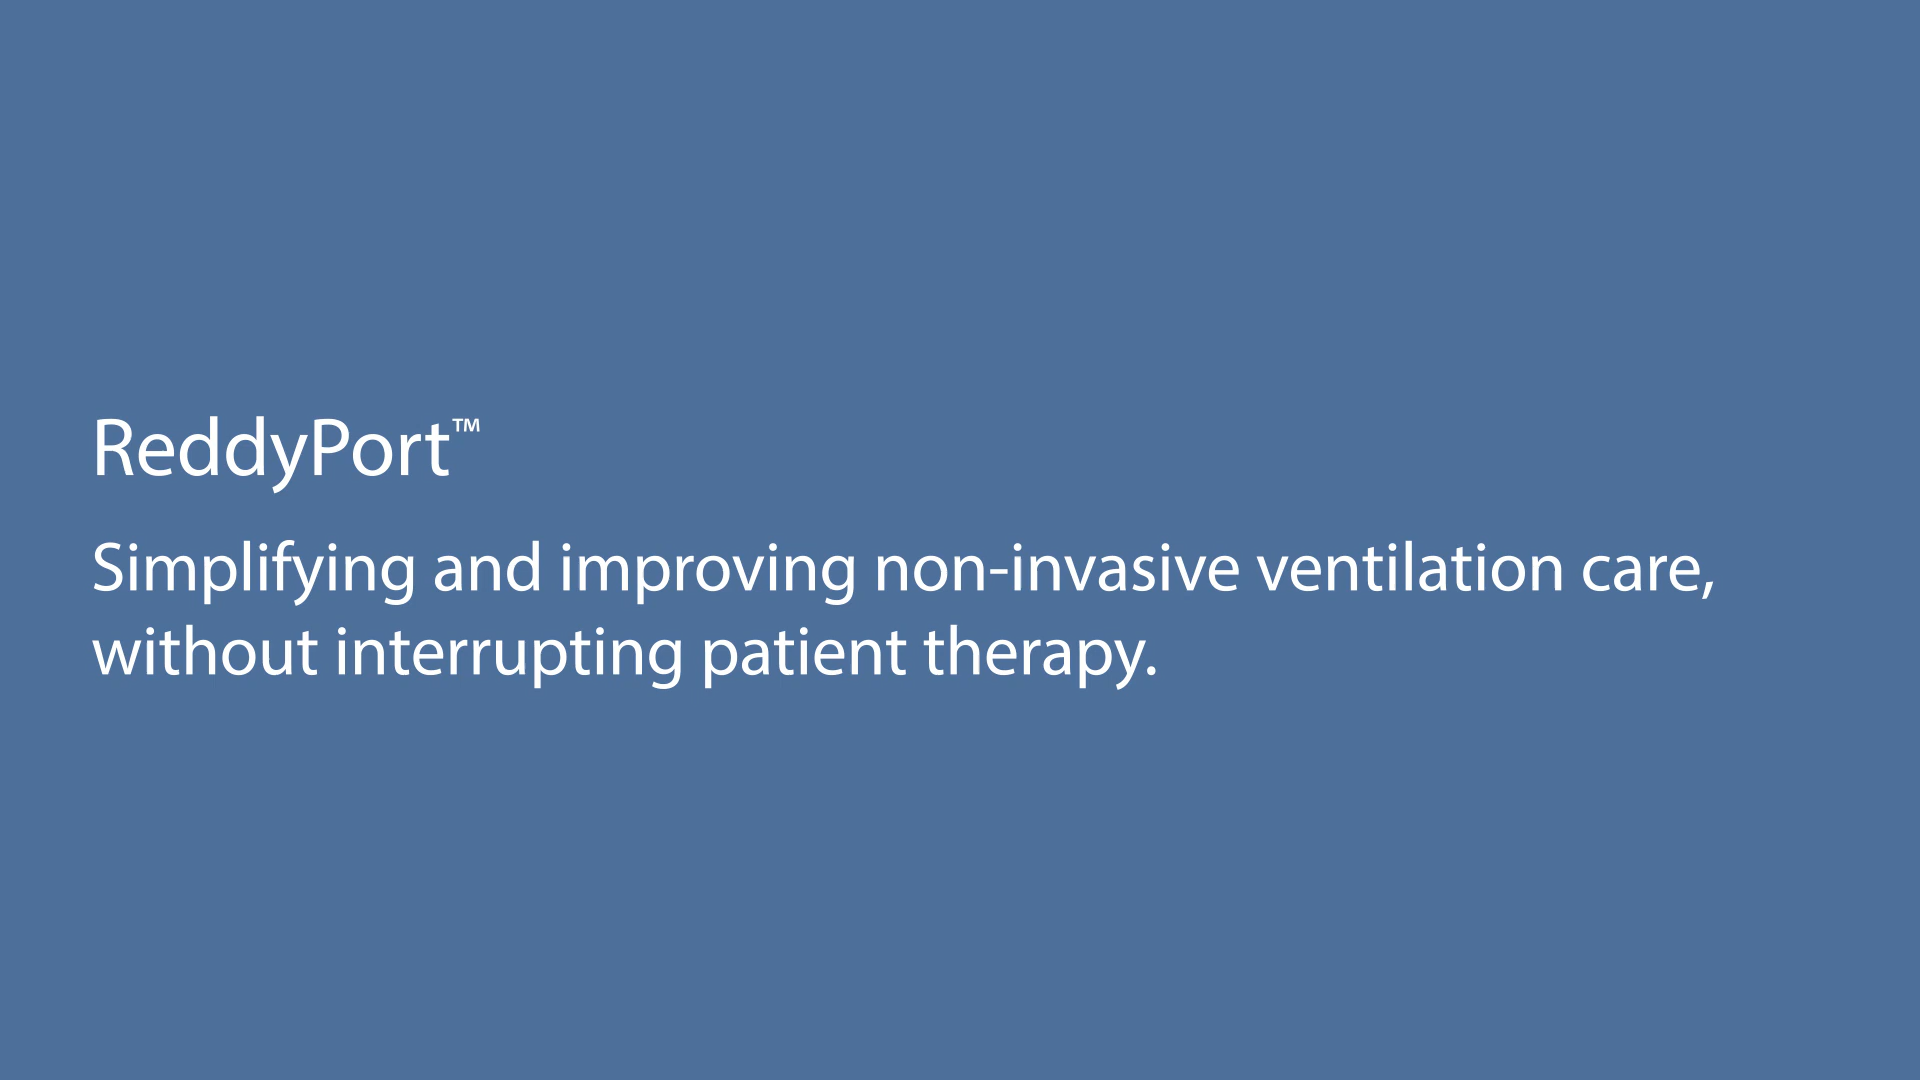 ReddyPort™
Simplifying and improving non-invasive ventilation care,
without interrupting patient therapy.